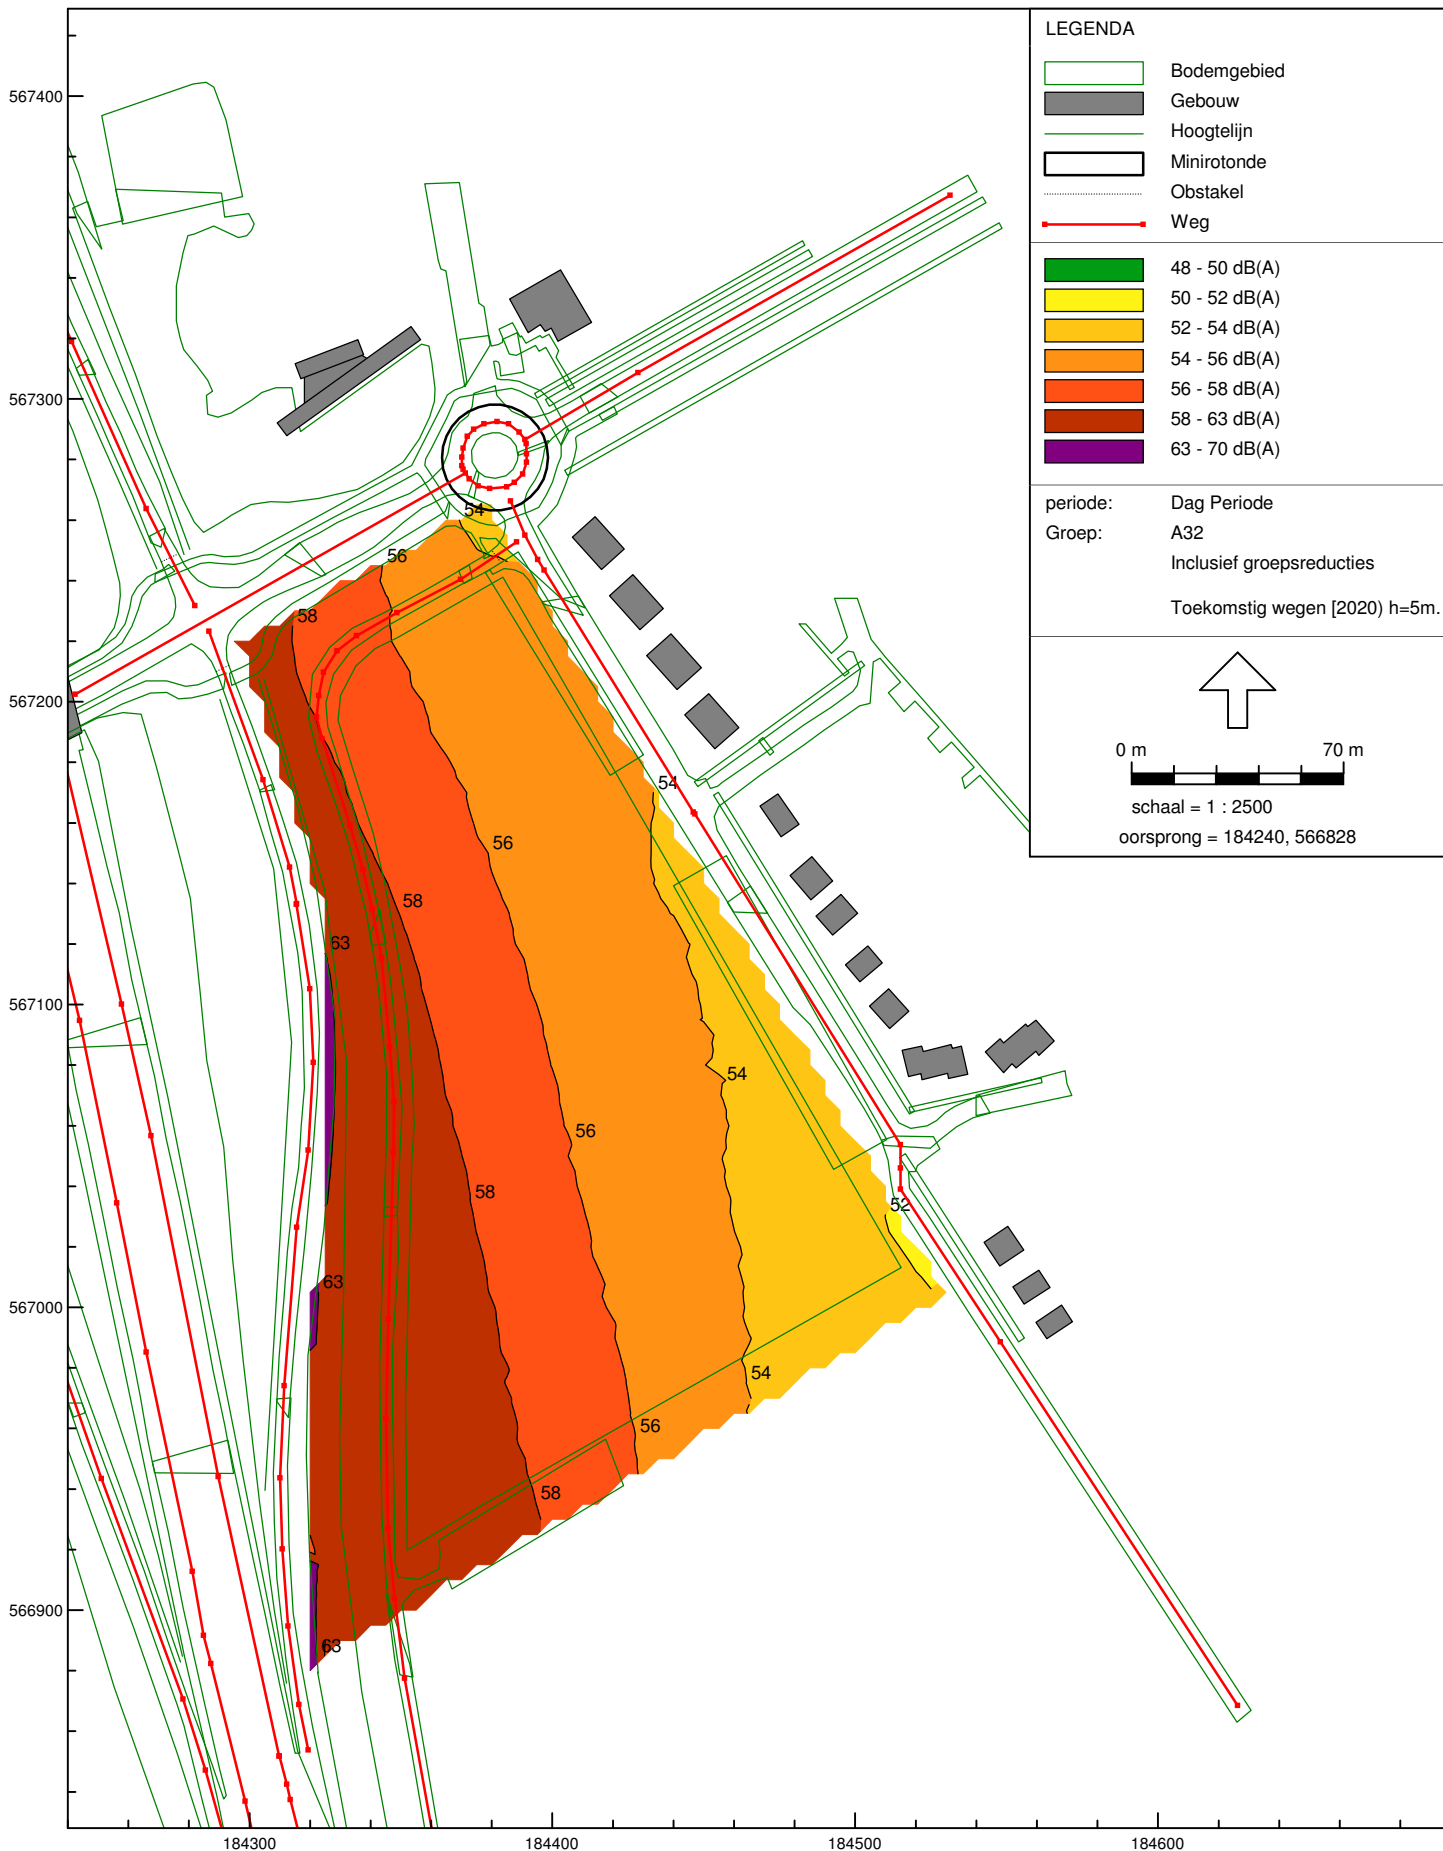 LEGENDA
Bodemgebied
Gebouw
Hoogtelijn
Minirotonde
Obstakel
Weg
48 - 50 dB(A)
50 - 52 dB(A)
52 - 54 dB(A)
54 - 56 dB(A)
56 - 58 dB(A)
58 - 63 dB(A)
63 - 70 dB(A)
periode: Dag Periode
Groep: A32
Inclusief groepsreducties
Toekomstig wegen [2020) h=5m.
0 m 70 m
schaal = 1 : 2500
oorsprong = 184240, 566828
567400
567300
54
56
58
567200
54
56
58
63
567100
54
56
58
52
63
567000
54
56
58
566900
63
184300 184400 184500 184600